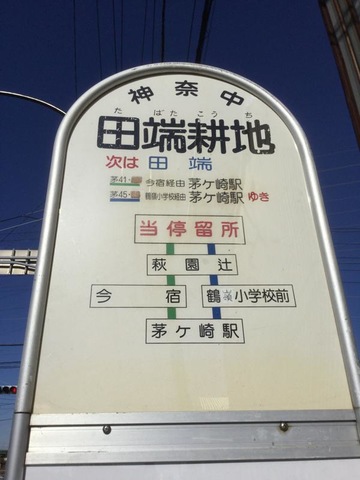 神奈中
た ばた こう ち
田端耕地
次は 田端
茅41 今宿経由 茅ケ崎駅
茅45 鶴嶺小学校経由 茅ケ崎駅 ゆき
当停留所
萩園辻
今宿 鶴嶺小学校前
茅ケ崎駅